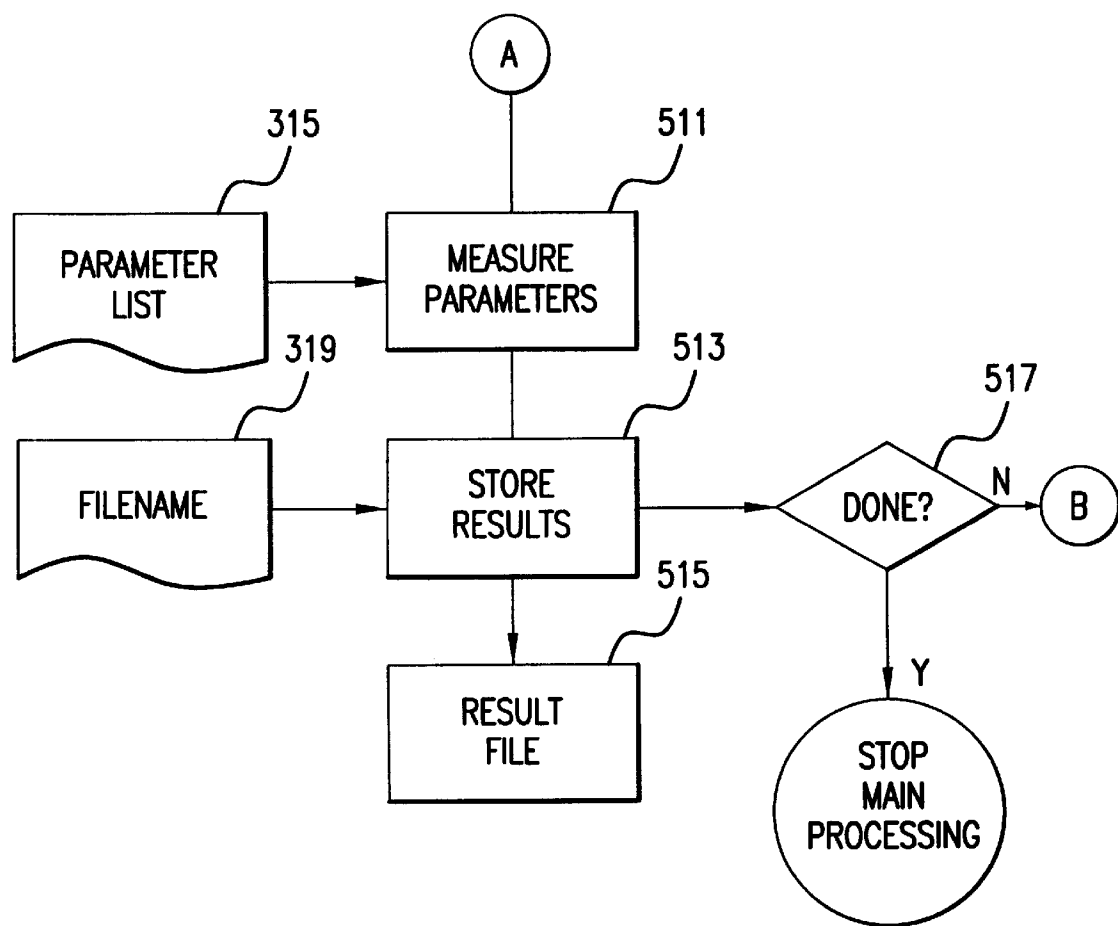 A
315
511
PARAMETER
LIST
MEASURE
PARAMETERS
319
513
517
FILENAME
STORE
RESULTS
DONE?
N
B
515
Y
RESULT
FILE
STOP
MAIN
PROCESSING